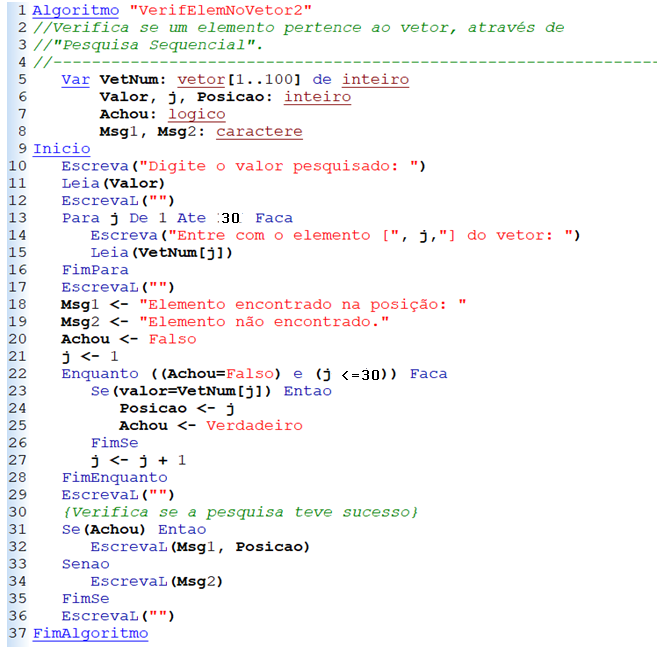 1 Algoritmo "VerifElemNoVetor2"
2 //Verifica se um elemento pertence ao vetor, através de
3 //"Pesquisa Sequencial".
4 //---------------------------------------------------------------
5 Var VetNum: vetor[1..100] de inteiro
6 Valor, j, Posicao: inteiro
7 Achou: logico
8 Msg1, Msg2: caractere
9 Inicio
10 Escreva("Digite o valor pesquisado: ")
11 Leia(Valor)
12 EscrevaL("")
13 Para j De 1 Ate 30 Faca
14 Escreva("Entre com o elemento [", j,"] do vetor: ")
15 Leia(VetNum[j])
16 FimPara
17 EscrevaL("")
18 Msg1 <- "Elemento encontrado na posição: "
19 Msg2 <- "Elemento não encontrado."
20 Achou <- Falso
21 j <- 1
22 Enquanto ((Achou=Falso) e (j <=30)) Faca
23 Se(valor=VetNum[j]) Entao
24 Posicao <- j
25 Achou <- Verdadeiro
26 FimSe
27 j <- j + 1
28 FimEnquanto
29 EscrevaL("")
30 {Verifica se a pesquisa teve sucesso}
31 Se(Achou) Entao
32 EscrevaL(Msg1, Posicao)
33 Senao
34 EscrevaL(Msg2)
35 FimSe
36 EscrevaL("")
37 FimAlgoritmo